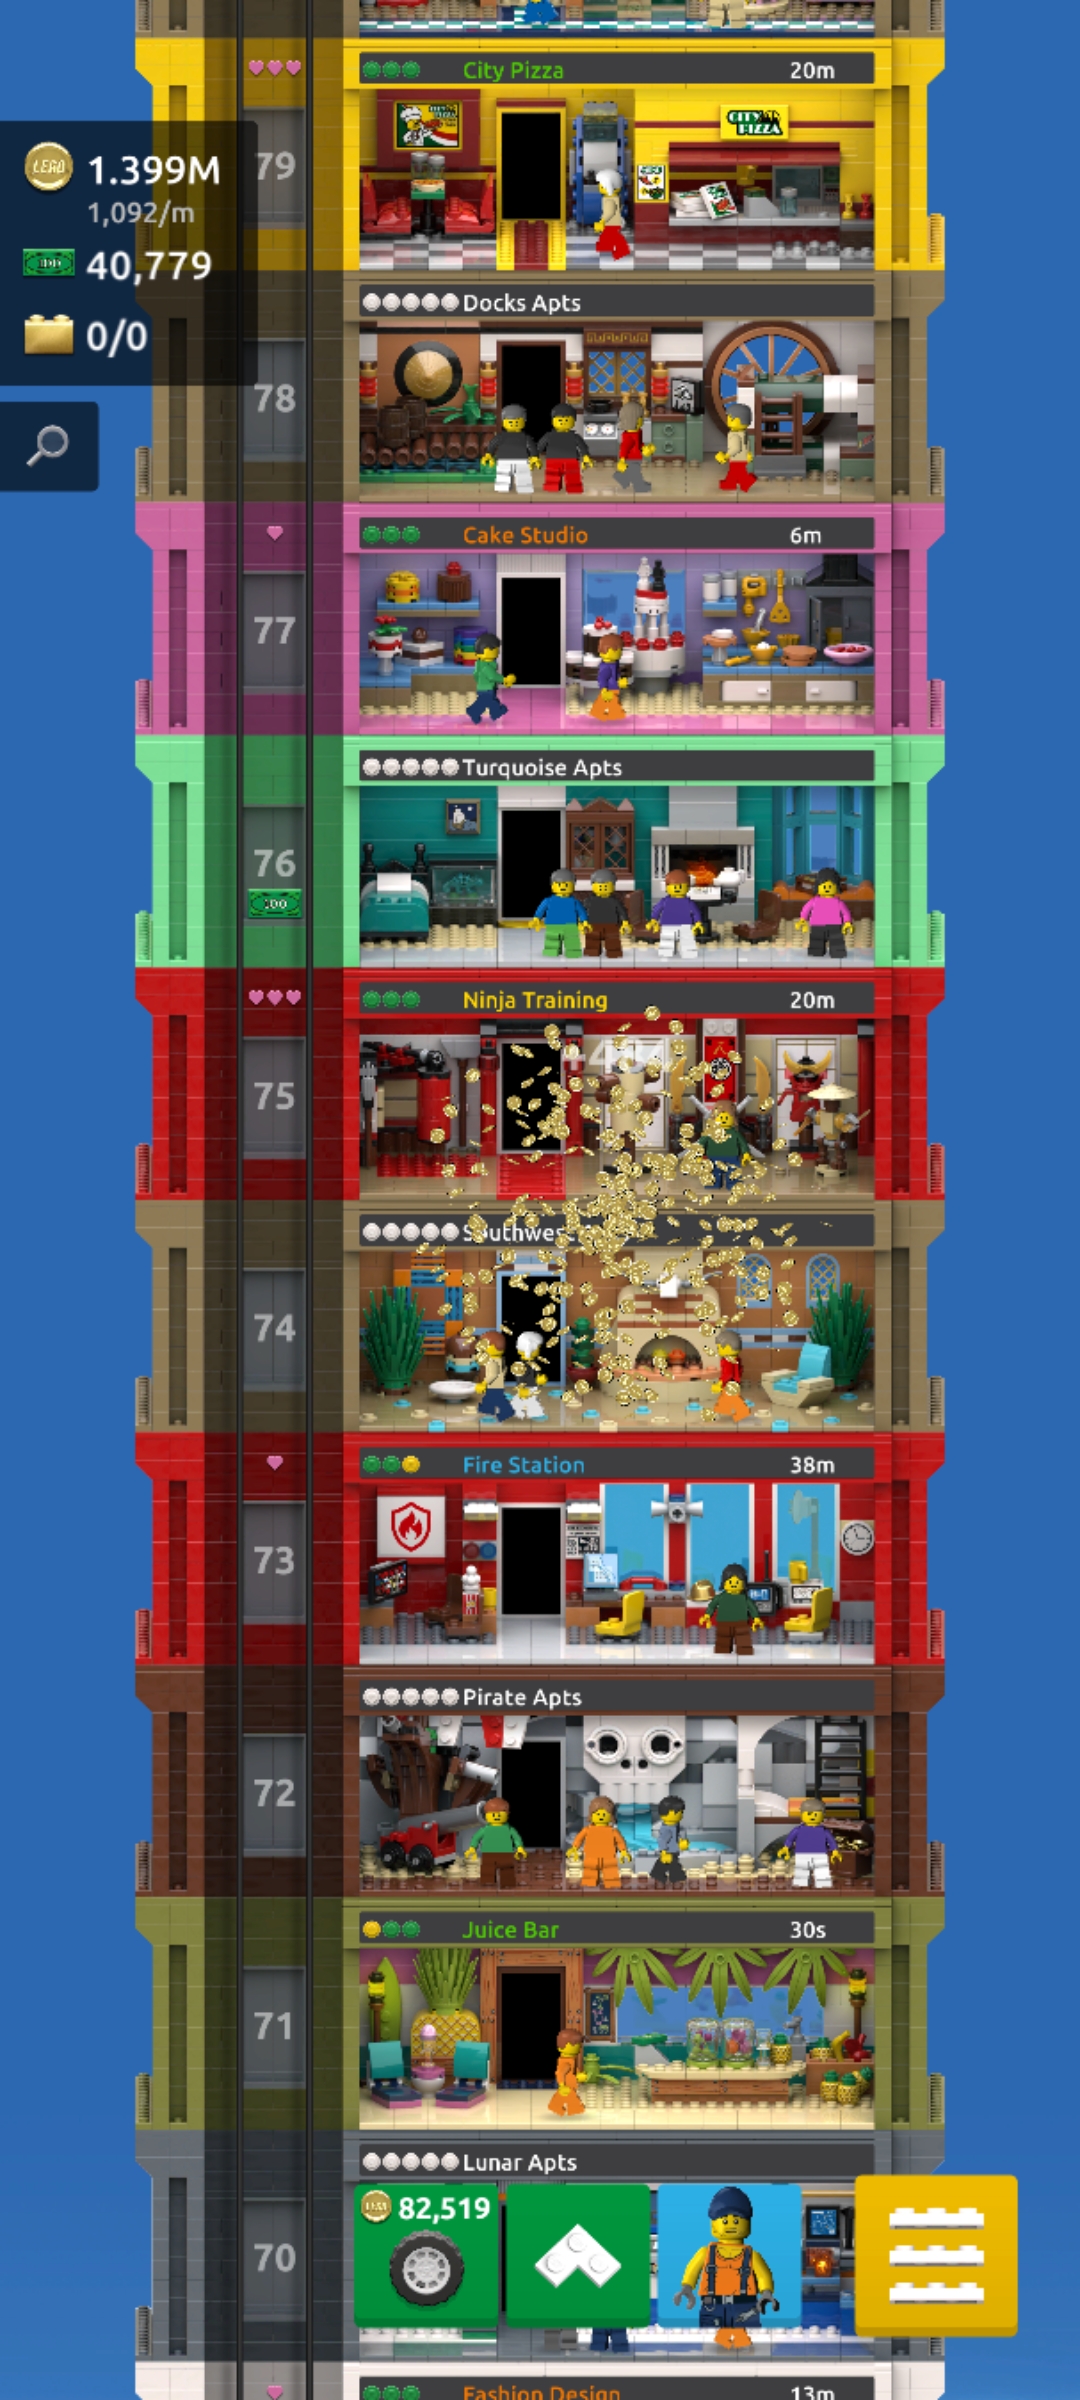 City Pizza 20m
79
CITY PIZZA
LEGO 1.399M
1,092/m
40,779
0/0
Docks Apts
78
Cake Studio 6m
77
Turquoise Apts
76
100
Ninja Training 20m
75
74
Fire Station 38m
73
Pirate Apts
72
Juice Bar 30s
71
Lunar Apts
82,519
70
Fashion Design 13m